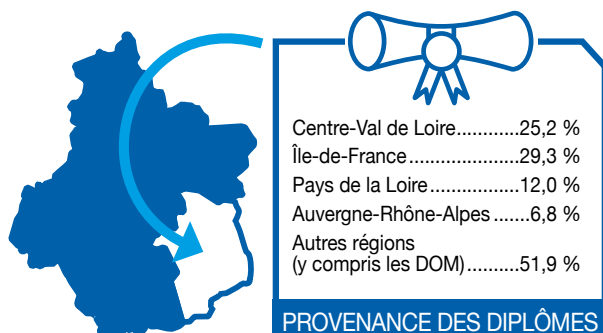 Centre-Val de Loire............25,2 %
Île-de-France...................29,3 %
Pays de la Loire...............12,0 %
Auvergne-Rhône-Alpes......6,8 %
Autres régions
(y compris les DOM)..........51,9 %
PROVENANCE DES DIPLÔMES